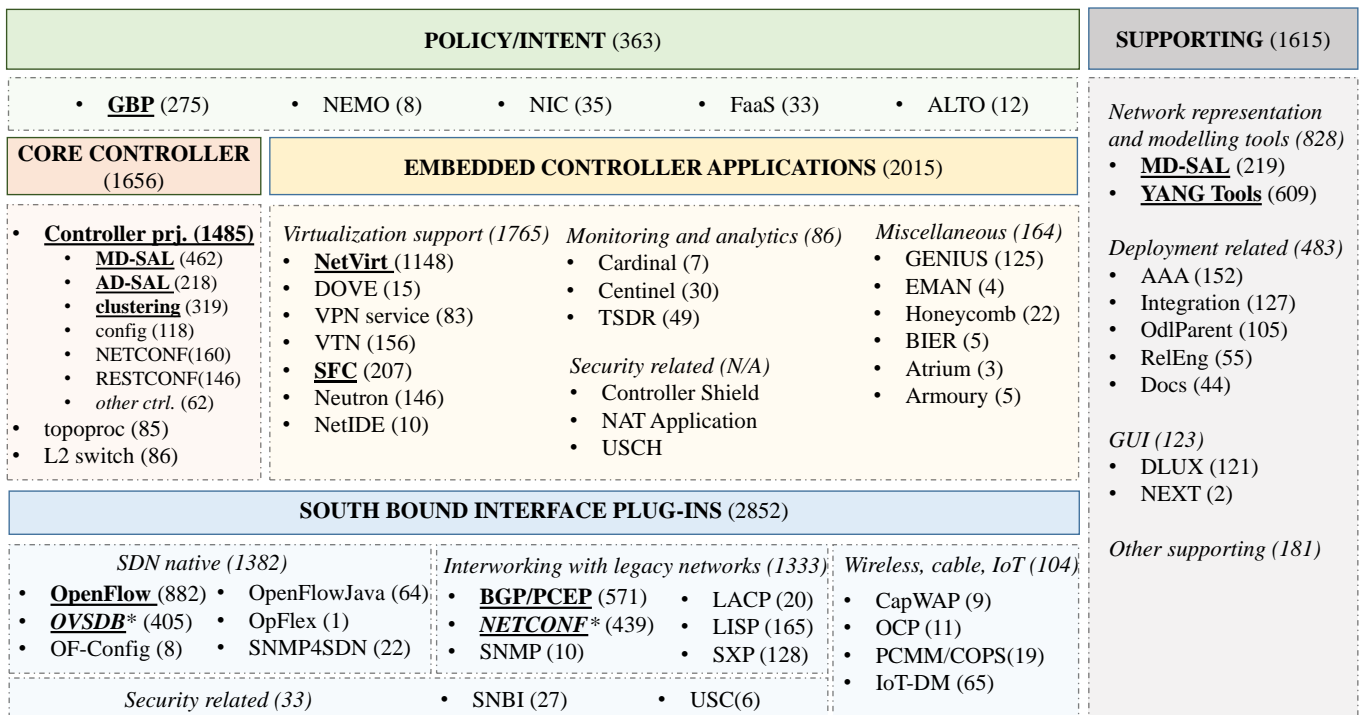 POLICY/INTENT (363)
• GBP (275) • NEMO (8) • NIC (35) • FaaS (33) • ALTO (12)
CORE CONTROLLER
(1656)
• Controller prj. (1485)
• MD-SAL (462)
• AD-SAL (218)
• clustering (319)
• config (118)
• NETCONF(160)
• RESTCONF(146)
• other ctrl. (62)
• topoproc (85)
• L2 switch (86)
EMBEDDED CONTROLLER APPLICATIONS (2015)
Virtualization support (1765)
• NetVirt (1148)
• DOVE (15)
• VPN service (83)
• VTN (156)
• SFC (207)
• Neutron (146)
• NetIDE (10)
Monitoring and analytics (86)
• Cardinal (7)
• Centinel (30)
• TSDR (49)
Security related (N/A)
• Controller Shield
• NAT Application
• USCH
Miscellaneous (164)
• GENIUS (125)
• EMAN (4)
• Honeycomb (22)
• BIER (5)
• Atrium (3)
• Armoury (5)
SOUTH BOUND INTERFACE PLUG-INS (2852)
SDN native (1382)
• OpenFlow (882)
• OVSDB* (405)
• OF-Config (8)
• OpenFlowJava (64)
• OpFlex (1)
• SNMP4SDN (22)
Interworking with legacy networks (1333)
• BGP/PCEP (571)
• NETCONF* (439)
• SNMP (10)
• LACP (20)
• LISP (165)
• SXP (128)
Wireless, cable, IoT (104)
• CapWAP (9)
• OCP (11)
• PCMM/COPS(19)
• IoT-DM (65)
Security related (33) • SNBI (27) • USC(6)
SUPPORTING (1615)
Network representation
and modelling tools (828)
• MD-SAL (219)
• YANG Tools (609)
Deployment related (483)
• AAA (152)
• Integration (127)
• OdlParent (105)
• RelEng (55)
• Docs (44)
GUI (123)
• DLUX (121)
• NEXT (2)
Other supporting (181)